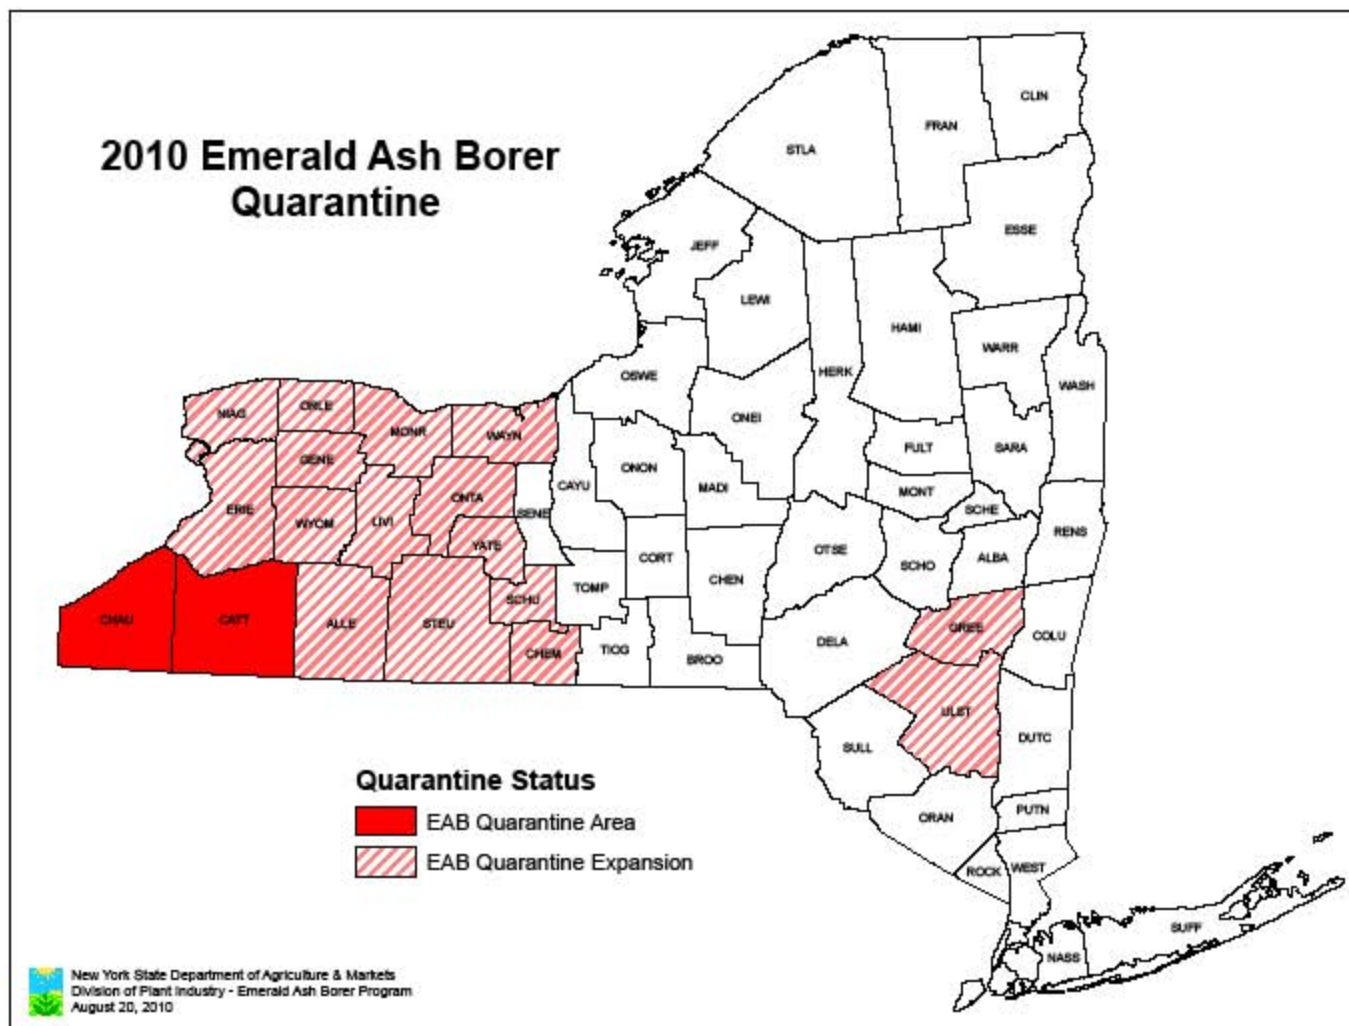 2010 Emerald Ash Borer
Quarantine
CLIN
FRAN
STLA
ESSE
JEFF
LEWI
HAMI
WARR
HERK
OSWE
WASH
NIAG
ORLE
MONR
WAYN
ONEI
FULT
SARA
GENE
ONON
CAYU
MADI
MONT
ONTA
SENE
SCHE
ERIE
WYOM
LIVI
YATE
RENS
OTSE
ALBA
SCHO
CORT
CHEN
TOMP
SCHU
CHAU
CATT
ALLE
STEU
GREE
COLU
DELA
TIOG
BROO
CHEM
ULST
SULL
DUTC
PUTN
ORAN
ROCK
WEST
SUFF
NASS
Quarantine Status
EAB Quarantine Area
EAB Quarantine Expansion
New York State Department of Agriculture & Markets
Division of Plant Industry - Emerald Ash Borer Program
August 20, 2010